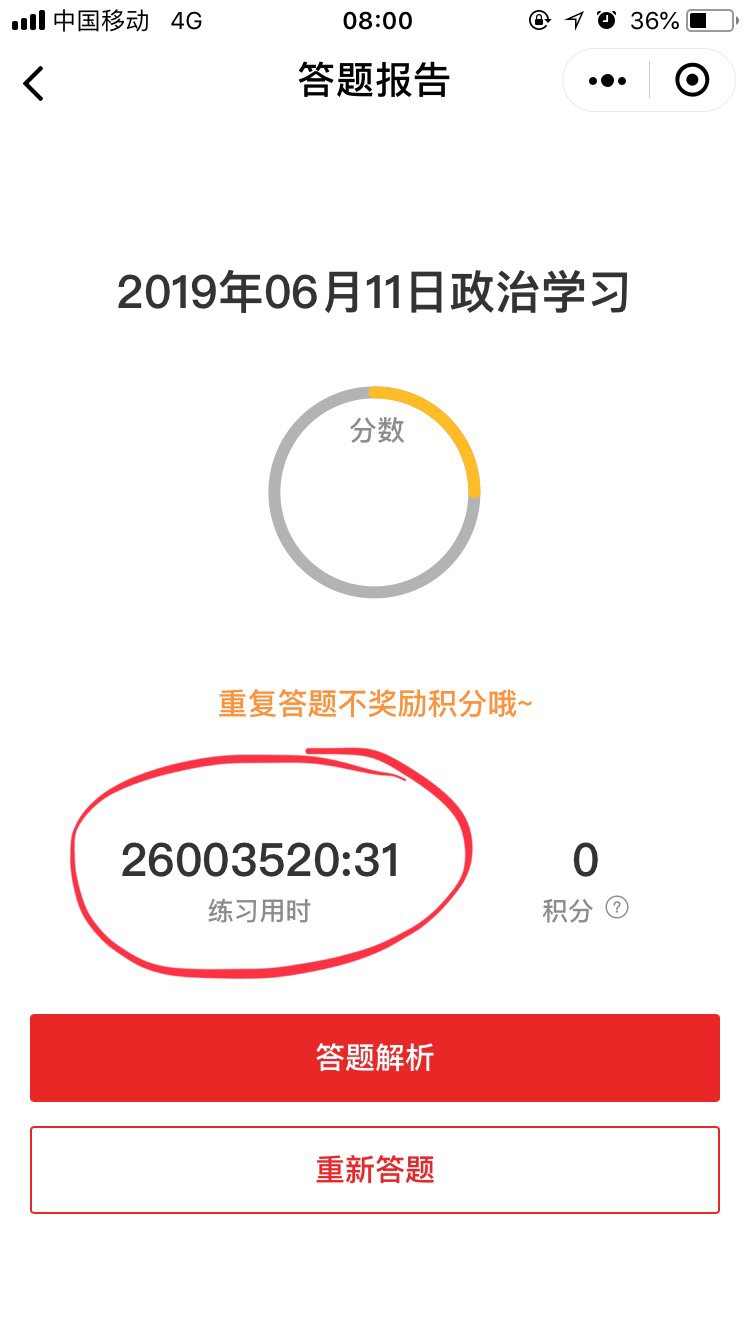 中国移动 4G 08:00 36%
答题报告
2019年06月11日政治学习
分数
重复答题不奖励积分哦~
26003520:31 0
练习用时 积分 ?
答题解析
重新答题